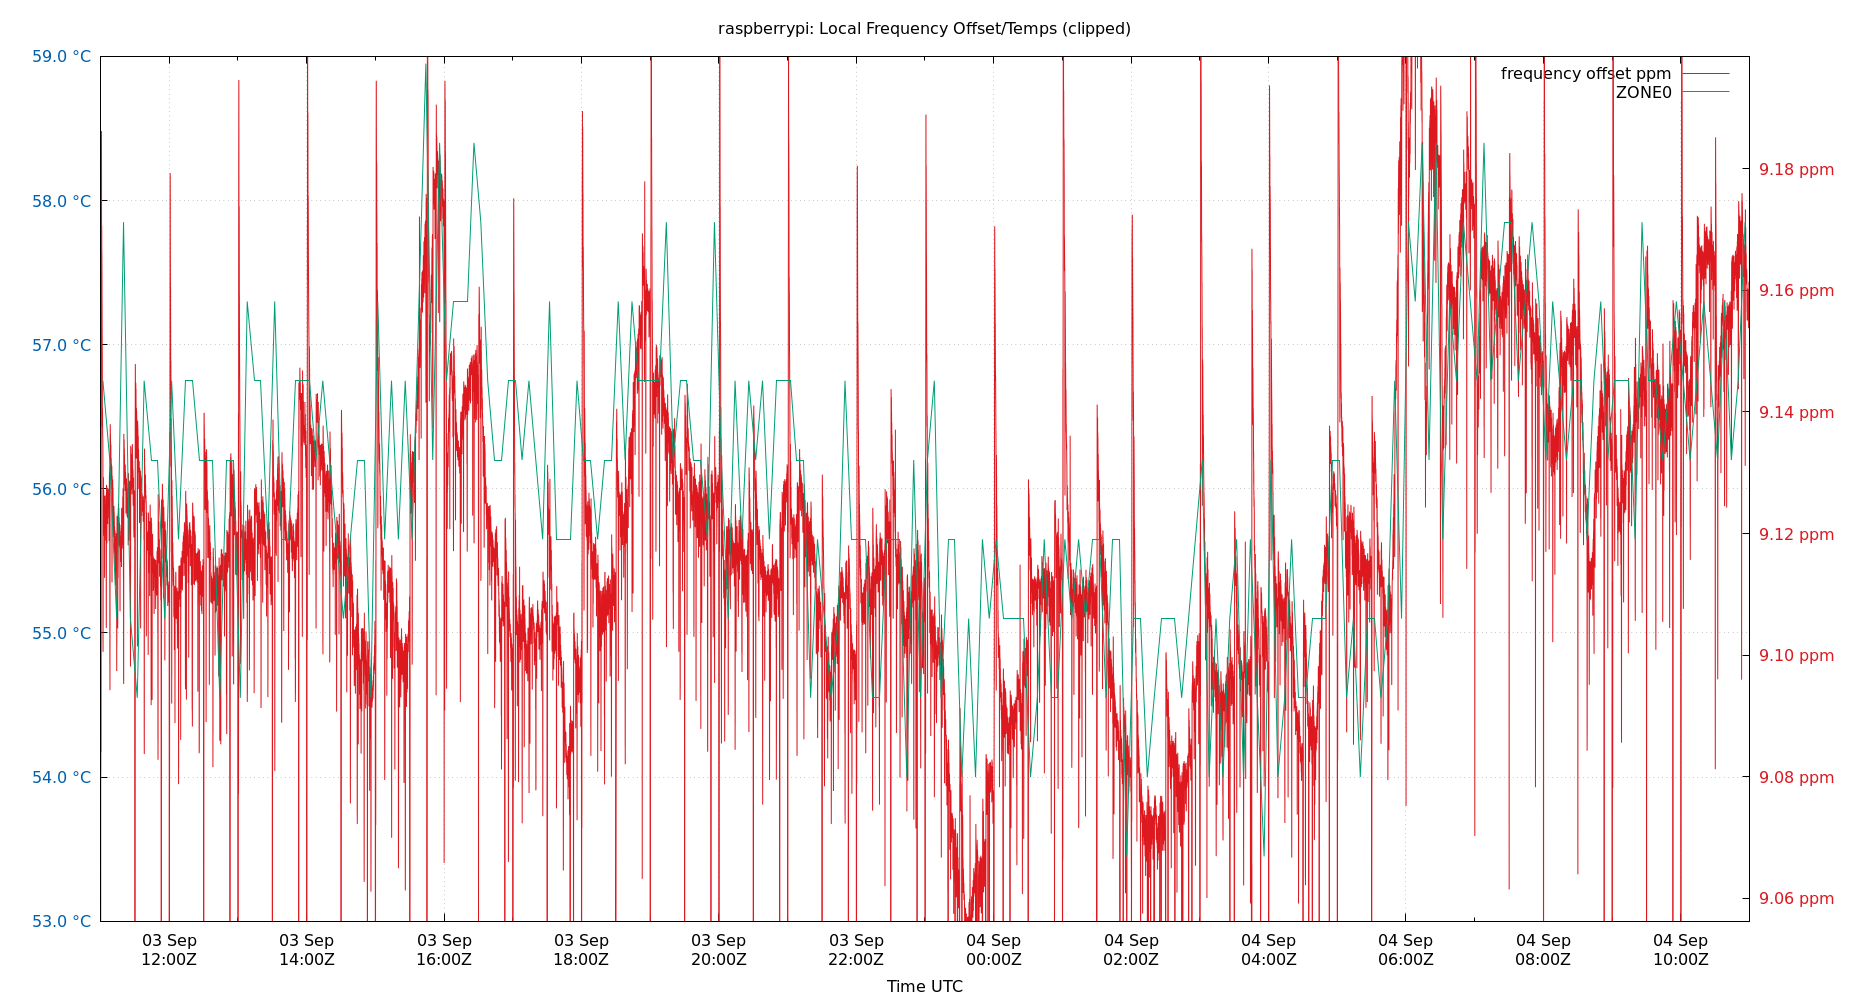 raspberrypi: Local Frequency Offset/Temps (clipped)
frequency offset ppm
ZONE0
59.0 °C
58.0 °C
57.0 °C
56.0 °C
55.0 °C
54.0 °C
53.0 °C
9.18 ppm
9.16 ppm
9.14 ppm
9.12 ppm
9.10 ppm
9.08 ppm
9.06 ppm
03 Sep 03 Sep 03 Sep 03 Sep 03 Sep 03 Sep 04 Sep 04 Sep 04 Sep 04 Sep 04 Sep 04 Sep
12:00Z 14:00Z 16:00Z 18:00Z 20:00Z 22:00Z 00:00Z 02:00Z 04:00Z 06:00Z 08:00Z 10:00Z
Time UTC